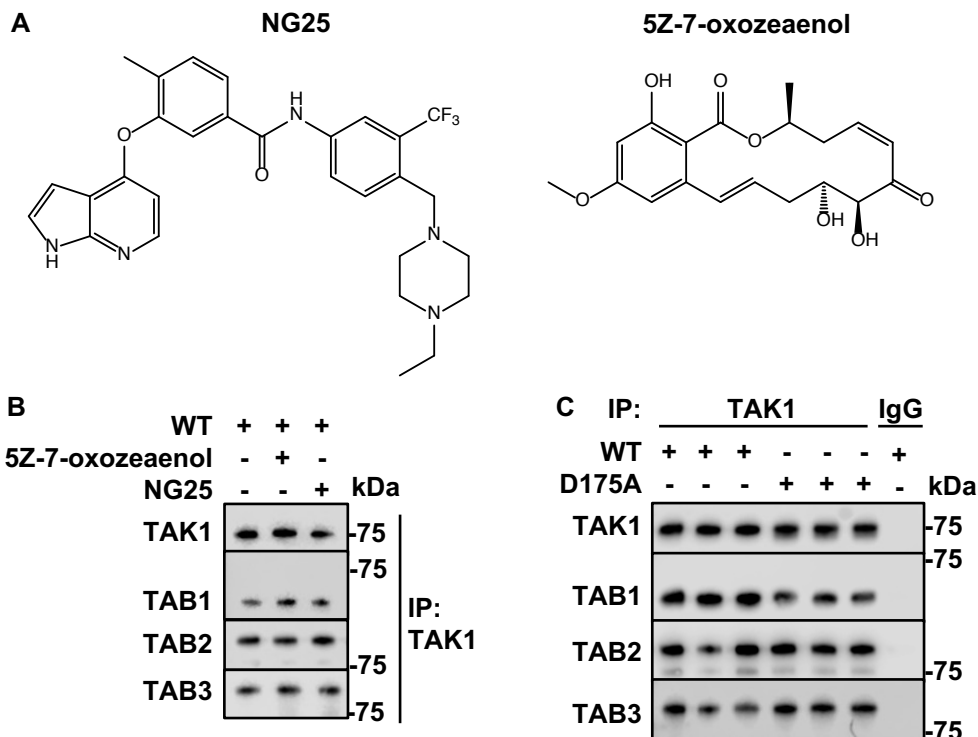 A NG25 5Z-7-oxozeaenol
OH O
H
N CF3
O O O
O
N
H N N
OH OH
N
B C IP: TAK1 IgG
WT + + + WT + + + - - - +
5Z-7-oxozeaenol - + - D175A - - - + + + - kDa
NG25 - - + kDa
TAK1 -75 TAK1 -75
-75 -75
TAB1 IP: TAB1
TAB2 TAK1 TAB2
-75 -75
TAB3 TAB3
-75 -75